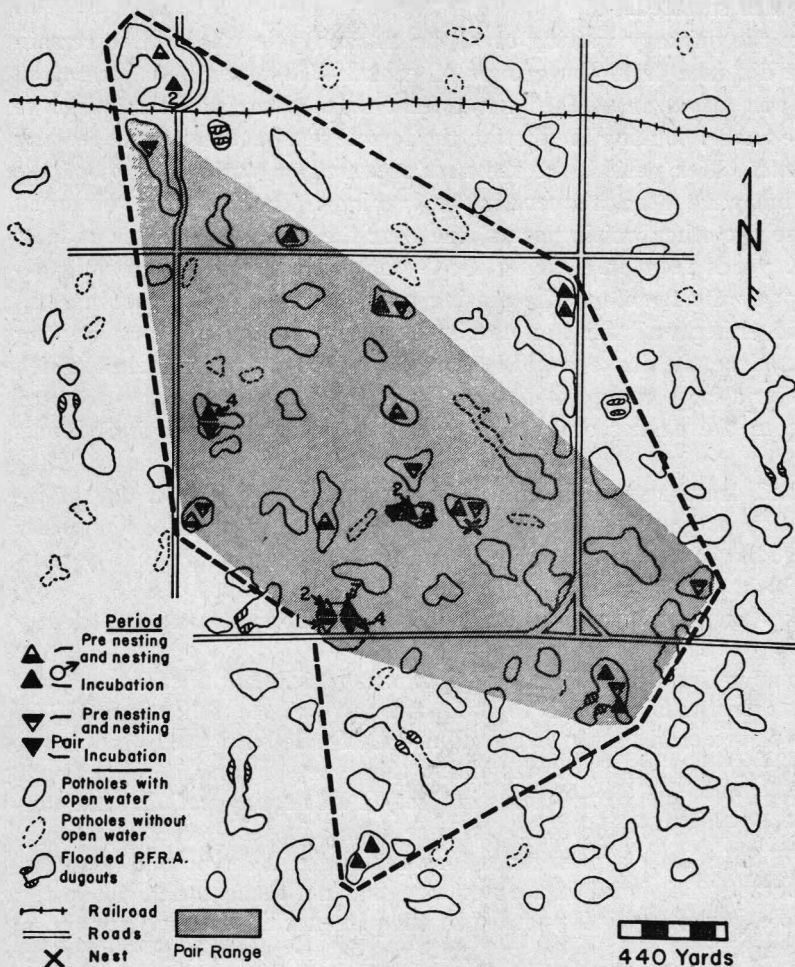 2
N
4
2
2
3
1
4
Period
Pre nesting
and nesting
Incubation
Pre nesting
and nesting
Pair
Incubation
Potholes with
open water
Potholes without
open water
Flooded P.F.R.A.
dugouts
Railroad
Roads
Nest
Pair Range
440 Yards